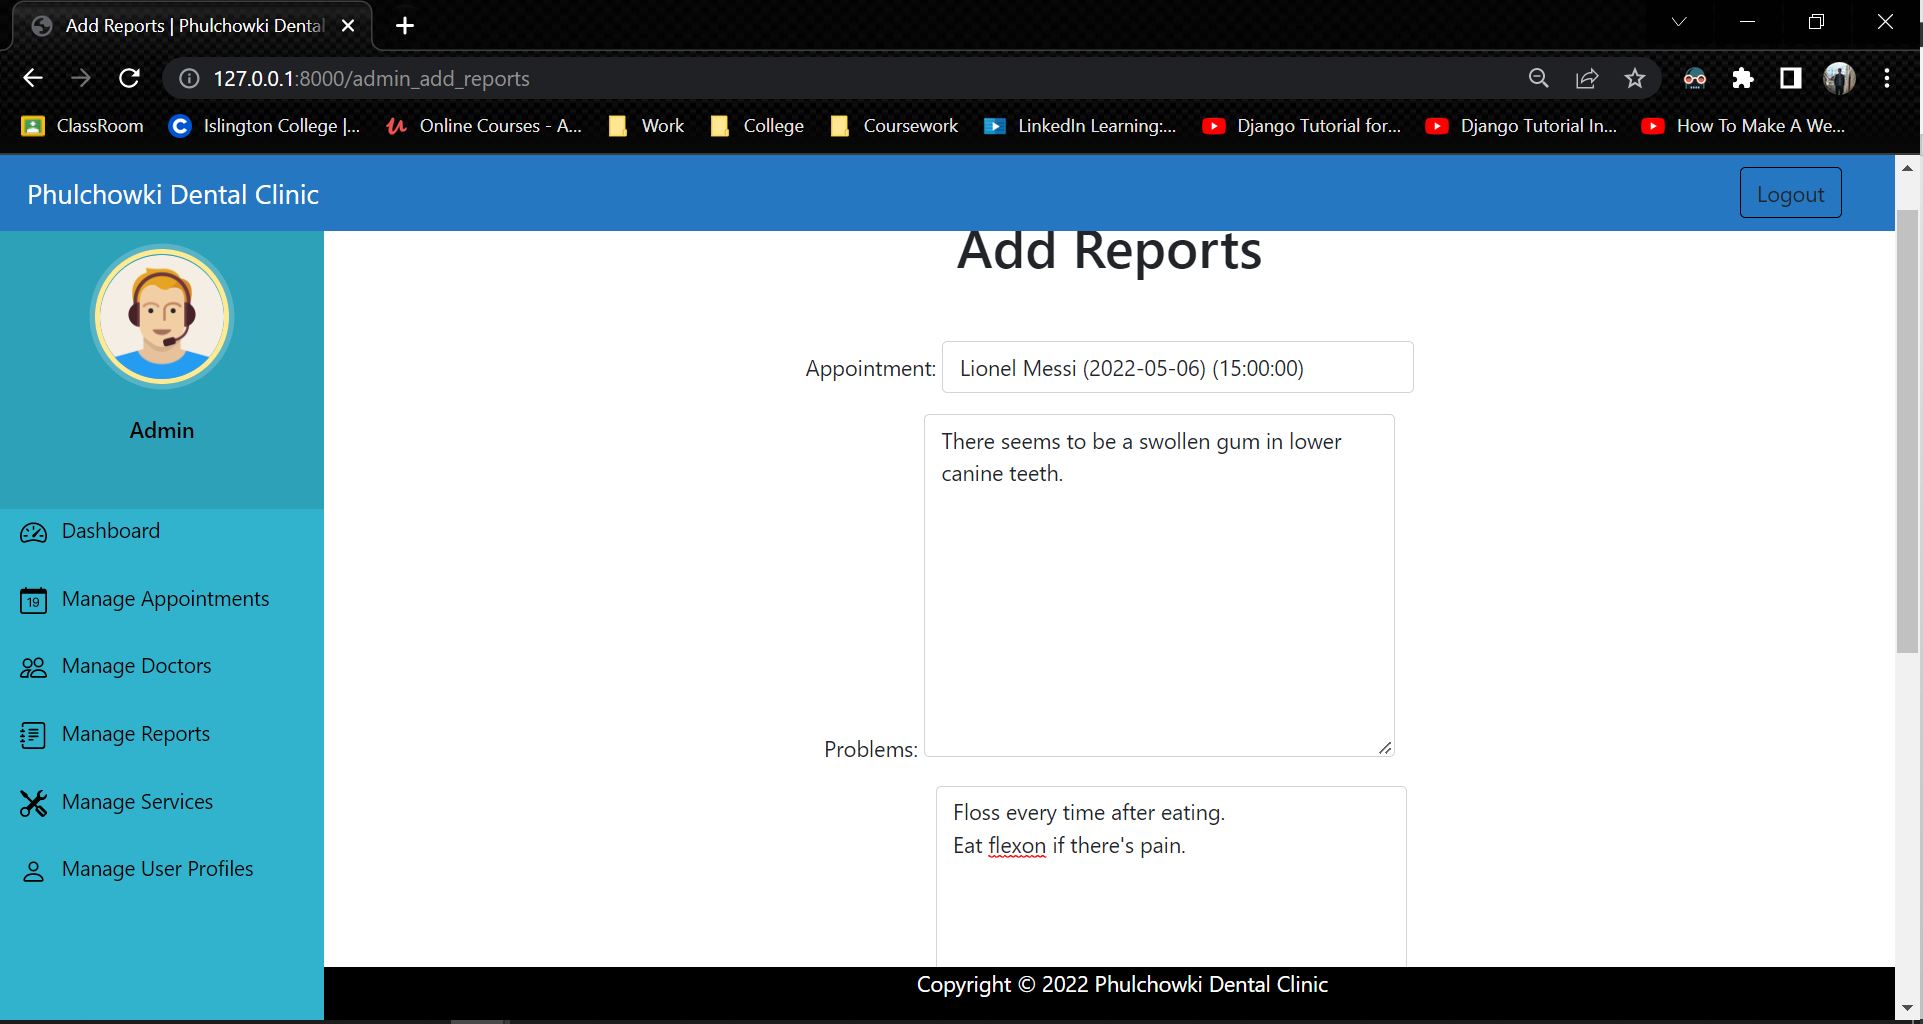 Add Reports | Phulchowki Dental
127.0.0.1:8000/admin_add_reports
ClassRoom
Islington College |...
Online Courses - A...
Work
College
Coursework
LinkedIn Learning:...
Django Tutorial for...
Django Tutorial In...
How To Make A We...
Phulchowki Dental Clinic
Logout
Admin
Dashboard
19
Manage Appointments
Manage Doctors
Manage Reports
Manage Services
Manage User Profiles
Add Reports
Appointment:
Lionel Messi (2022-05-06) (15:00:00)
There seems to be a swollen gum in lower
canine teeth.
Problems:
Floss every time after eating.
Eat flexon if there's pain.
Copyright © 2022 Phulchowki Dental Clinic